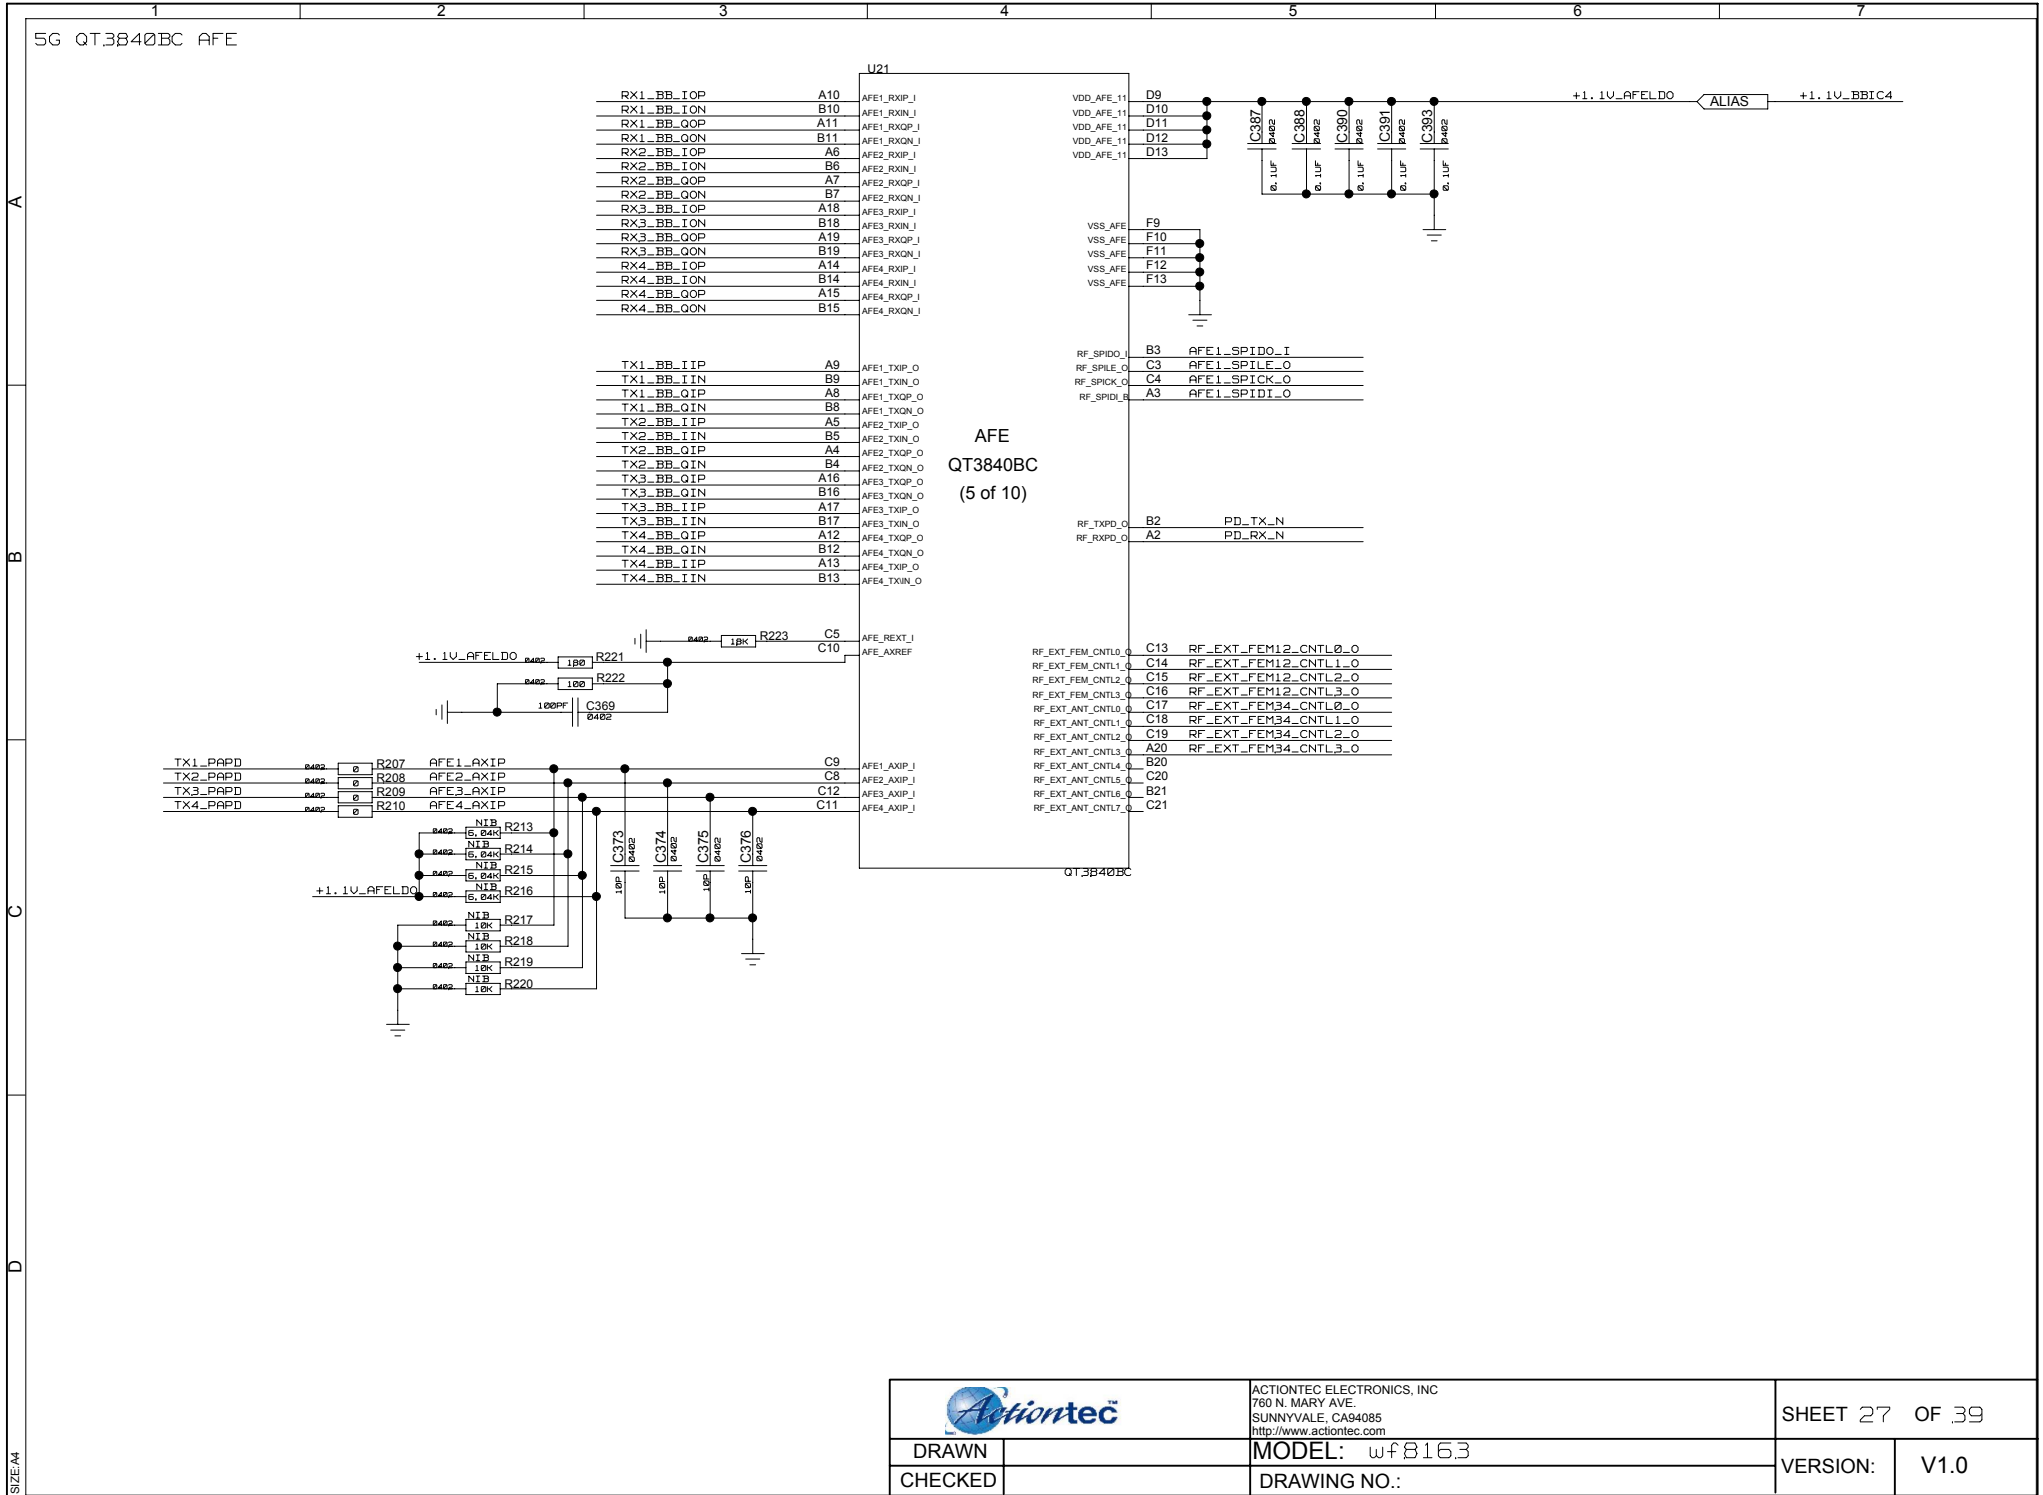 1 2 3 4 5 6 7
5G QT3840BC AFE
A
B
C
D
SIZE:A4
U21
RX1_BB_IOP A10 AFE1_RXIP_I
RX1_BB_ION B10 AFE1_RXIN_I
RX1_BB_QOP A11 AFE1_RXQP_I
RX1_BB_QON B11 AFE1_RXQN_I
RX2_BB_IOP A6 AFE2_RXIP_I
RX2_BB_ION B6 AFE2_RXIN_I
RX2_BB_QOP A7 AFE2_RXQP_I
RX2_BB_QON B7 AFE2_RXQN_I
RX3_BB_IOP A18 AFE3_RXIP_I
RX3_BB_ION B18 AFE3_RXIN_I
RX3_BB_QOP A19 AFE3_RXQP_I
RX3_BB_QON B19 AFE3_RXQN_I
RX4_BB_IOP A14 AFE4_RXIP_I
RX4_BB_ION B14 AFE4_RXIN_I
RX4_BB_QOP A15 AFE4_RXQP_I
RX4_BB_QON B15 AFE4_RXQN_I
TX1_BB_IIP A9 AFE1_TXIP_O
TX1_BB_IIN B9 AFE1_TXIN_O
TX1_BB_QIP A8 AFE1_TXQP_O
TX1_BB_QIN B8 AFE1_TXQN_O
TX2_BB_IIP A5 AFE2_TXIP_O
TX2_BB_IIN B5 AFE2_TXIN_O
TX2_BB_QIP A4 AFE2_TXQP_O
TX2_BB_QIN B4 AFE2_TXQN_O
TX3_BB_QIP A16 AFE3_TXQP_O
TX3_BB_QIN B16 AFE3_TXQN_O
TX3_BB_IIP A17 AFE3_TXIP_O
TX3_BB_IIN B17 AFE3_TXIN_O
TX4_BB_QIP A12 AFE4_TXQP_O
TX4_BB_QIN B12 AFE4_TXQN_O
TX4_BB_IIP A13 AFE4_TXIP_O
TX4_BB_IIN B13 AFE4_TX\IN_O
0402 18K R223 C5 AFE_REXT_I
C10 AFE_AXREF
+1.1V_AFELDO 0402 180 R221
0402 100 R222
100PF C369
0402
TX1_PAPD 0402 0 R207 AFE1_AXIP C9 AFE1_AXIP_I
TX2_PAPD 0402 0 R208 AFE2_AXIP C8 AFE2_AXIP_I
TX3_PAPD 0402 0 R209 AFE3_AXIP C12 AFE3_AXIP_I
TX4_PAPD 0402 0 R210 AFE4_AXIP C11 AFE4_AXIP_I
NIB
0402 R213
NIB
0402 R214
NIB
0402 R215
NIB
+1.1V_AFELDO 0402 R216
NIB
0402 10K R217
NIB
0402 10K R218
NIB
0402 10K R219
NIB
0402 10K R220
C373 0402 10P
C374 0402 10P
C375 0402 10P
C376 0402 10P
AFE
QT3840BC
(5 of 10)
QT3840BC
VDD_AFE_11 D9
VDD_AFE_11 D10
VDD_AFE_11 D11
VDD_AFE_11 D12
VDD_AFE_11 D13
C387 0402 0.1UF
C388 0402 0.1UF
C390 0402 0.1UF
C391 0402 0.1UF
C393 0402 0.1UF
+1.1V_AFELDO ALIAS +1.1V_BBIC4
VSS_AFE F9
VSS_AFE F10
VSS_AFE F11
VSS_AFE F12
VSS_AFE F13
RF_SPIDO_I B3 AFE1_SPIDO_I
RF_SPILE_O C3 AFE1_SPILE_O
RF_SPICK_O C4 AFE1_SPICK_O
RF_SPIDI_B A3 AFE1_SPIDI_O
RF_TXPD_O B2 PD_TX_N
RF_RXPD_O A2 PD_RX_N
RF_EXT_FEM_CNTL0_O C13 RF_EXT_FEM12_CNTL0_O
RF_EXT_FEM_CNTL1_O C14 RF_EXT_FEM12_CNTL1_O
RF_EXT_FEM_CNTL2_O C15 RF_EXT_FEM12_CNTL2_O
RF_EXT_FEM_CNTL3_O C16 RF_EXT_FEM12_CNTL3_O
RF_EXT_ANT_CNTL0_O C17 RF_EXT_FEM34_CNTL0_O
RF_EXT_ANT_CNTL1_O C18 RF_EXT_FEM34_CNTL1_O
RF_EXT_ANT_CNTL2_O C19 RF_EXT_FEM34_CNTL2_O
RF_EXT_ANT_CNTL3_O A20 RF_EXT_FEM34_CNTL3_O
RF_EXT_ANT_CNTL4_O B20
RF_EXT_ANT_CNTL5_O C20
RF_EXT_ANT_CNTL6_O B21
RF_EXT_ANT_CNTL7_O C21
Actiontec™
ACTIONTEC ELECTRONICS, INC
760 N. MARY AVE.
SUNNYVALE, CA94085
http://www.actiontec.com
SHEET 27 OF 39
DRAWN
MODEL: wf8163
CHECKED
DRAWING NO.:
VERSION: V1.0